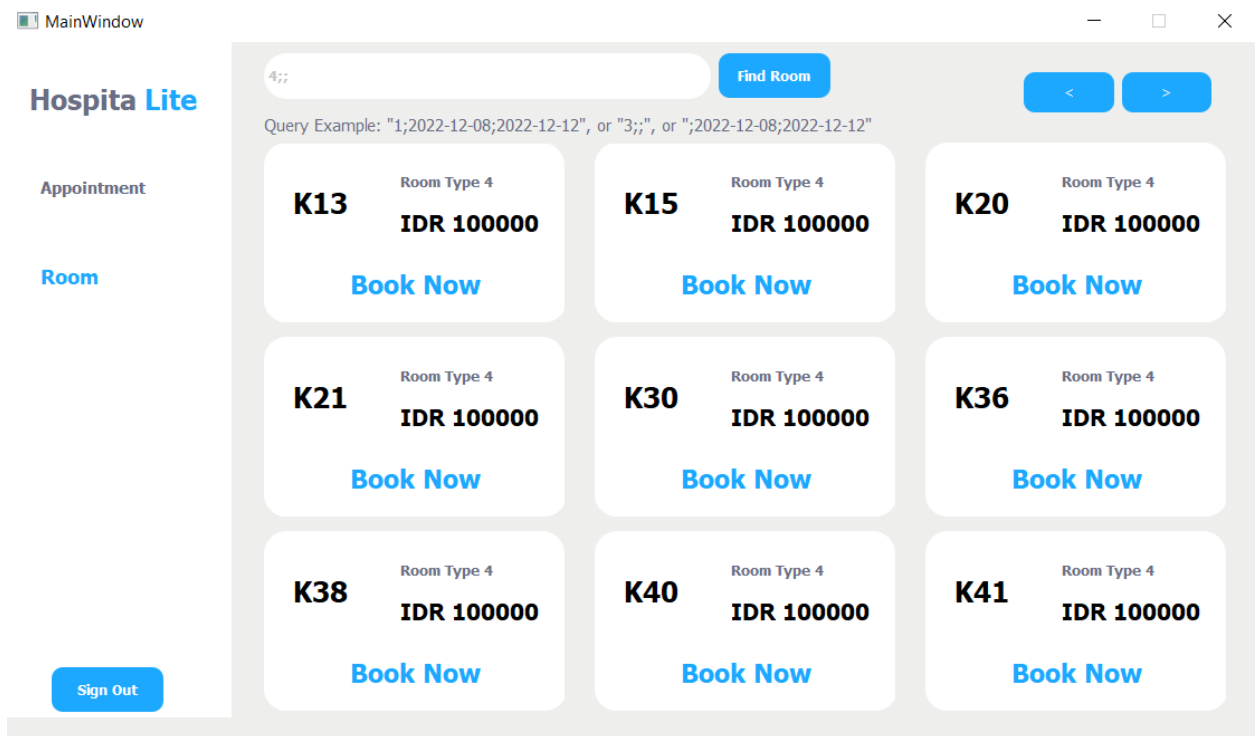 MainWindow
Hospita Lite
Appointment
Room
Sign Out
4;;
Find Room
<
>
Query Example: "1;2022-12-08;2022-12-12", or "3;;", or ";2022-12-08;2022-12-12"
K13
Room Type 4
IDR 100000
Book Now
K15
Room Type 4
IDR 100000
Book Now
K20
Room Type 4
IDR 100000
Book Now
K21
Room Type 4
IDR 100000
Book Now
K30
Room Type 4
IDR 100000
Book Now
K36
Room Type 4
IDR 100000
Book Now
K38
Room Type 4
IDR 100000
Book Now
K40
Room Type 4
IDR 100000
Book Now
K41
Room Type 4
IDR 100000
Book Now